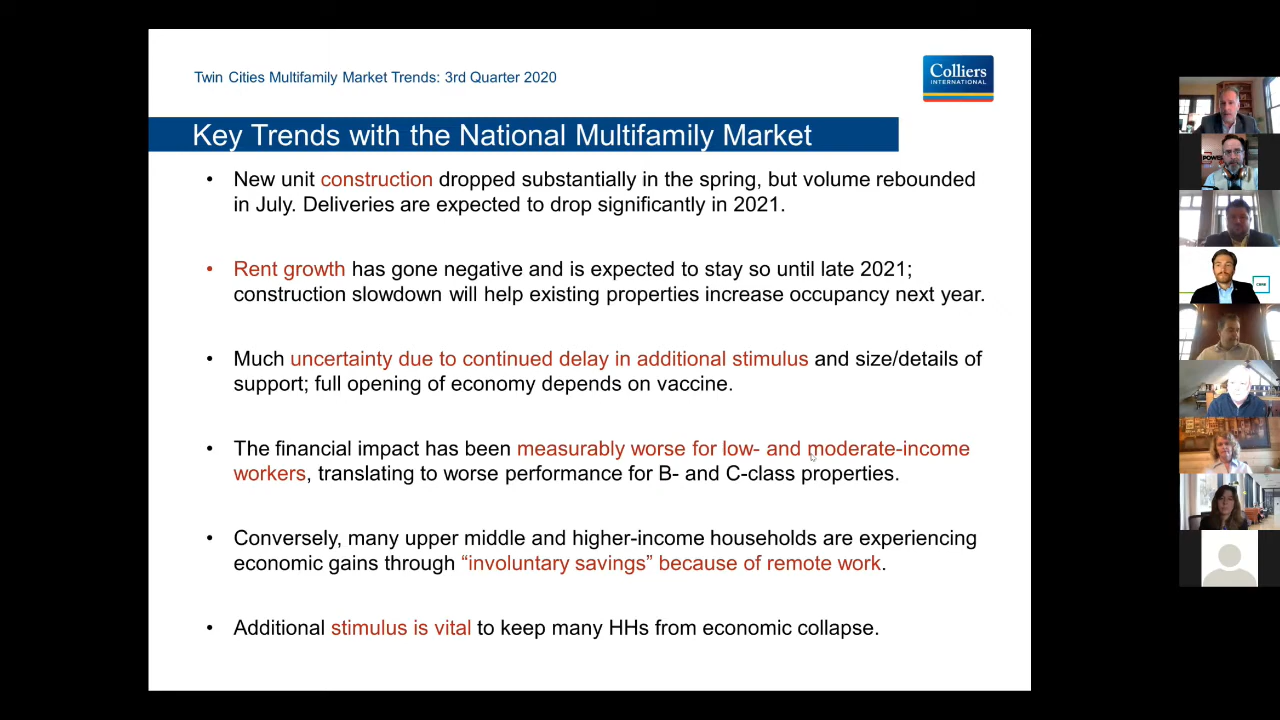 Twin Cities Multifamily Market Trends: 3rd Quarter 2020
Colliers
INTERNATIONAL
Key Trends with the National Multifamily Market
• New unit construction dropped substantially in the spring, but volume rebounded
in July. Deliveries are expected to drop significantly in 2021.
• Rent growth has gone negative and is expected to stay so until late 2021;
construction slowdown will help existing properties increase occupancy next year.
• Much uncertainty due to continued delay in additional stimulus and size/details of
support; full opening of economy depends on vaccine.
• The financial impact has been measurably worse for low- and moderate-income
workers, translating to worse performance for B- and C-class properties.
• Conversely, many upper middle and higher-income households are experiencing
economic gains through “involuntary savings” because of remote work.
• Additional stimulus is vital to keep many HHs from economic collapse.